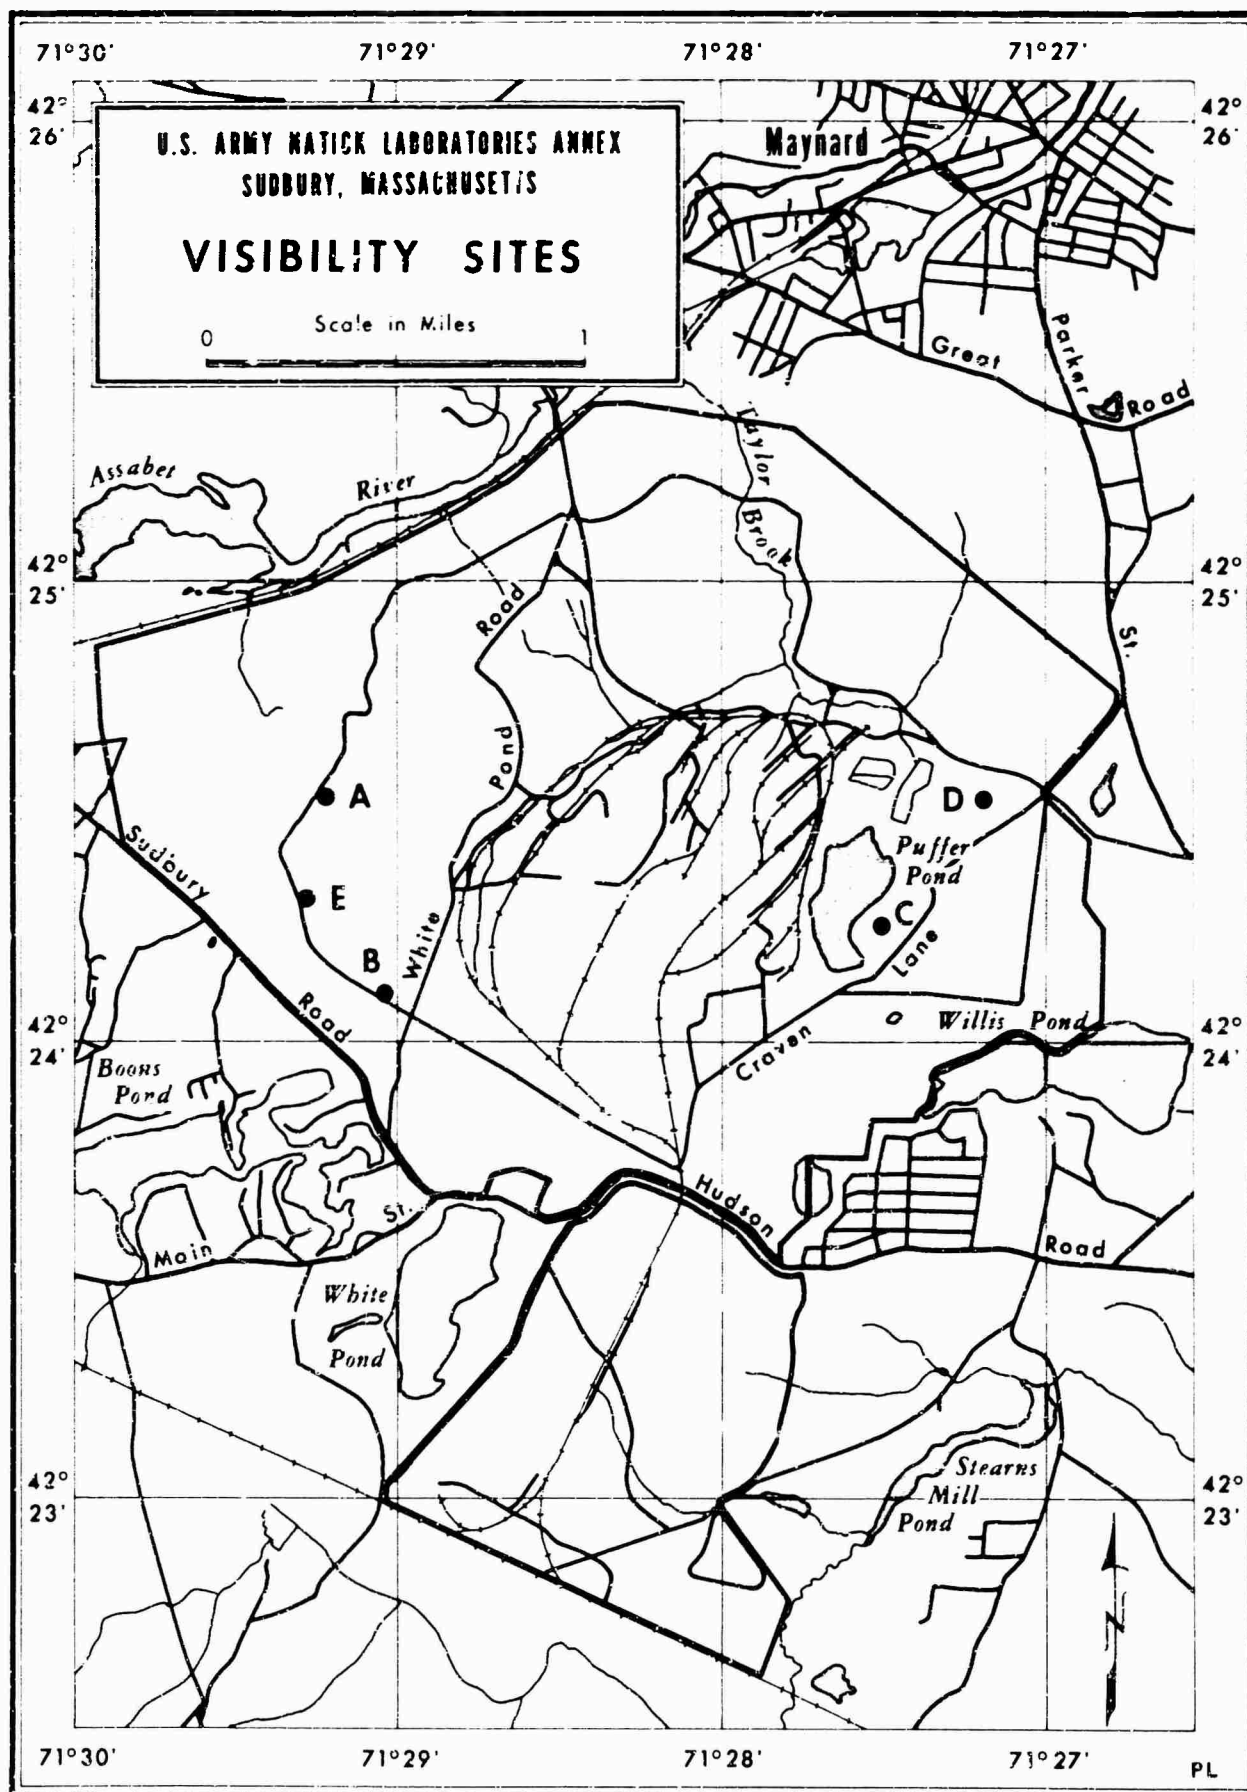 71°30' 71°29' 71°28' 71°27'
42°
26'
42°
26'
U.S. ARMY NATICK LABORATORIES ANNEX
SUDBURY, MASSACHUSETTS
VISIBILITY SITES
Scale in Miles
0 1
Maynard
Great Road
Parker St.
Taylor Brook
Assabet River
42°
25'
42°
25'
Road
Pond
White
A
E
B
D
C
Puffer
Pond
Sudbury Road
Craven Lane
Willis Pond
42°
24'
42°
24'
Boons
Pond
Main St.
Hudson Road
White
Pond
Stearns
Mill
Pond
42°
23'
42°
23'
N
71°30' 71°29' 71°28' 71°27'
PL